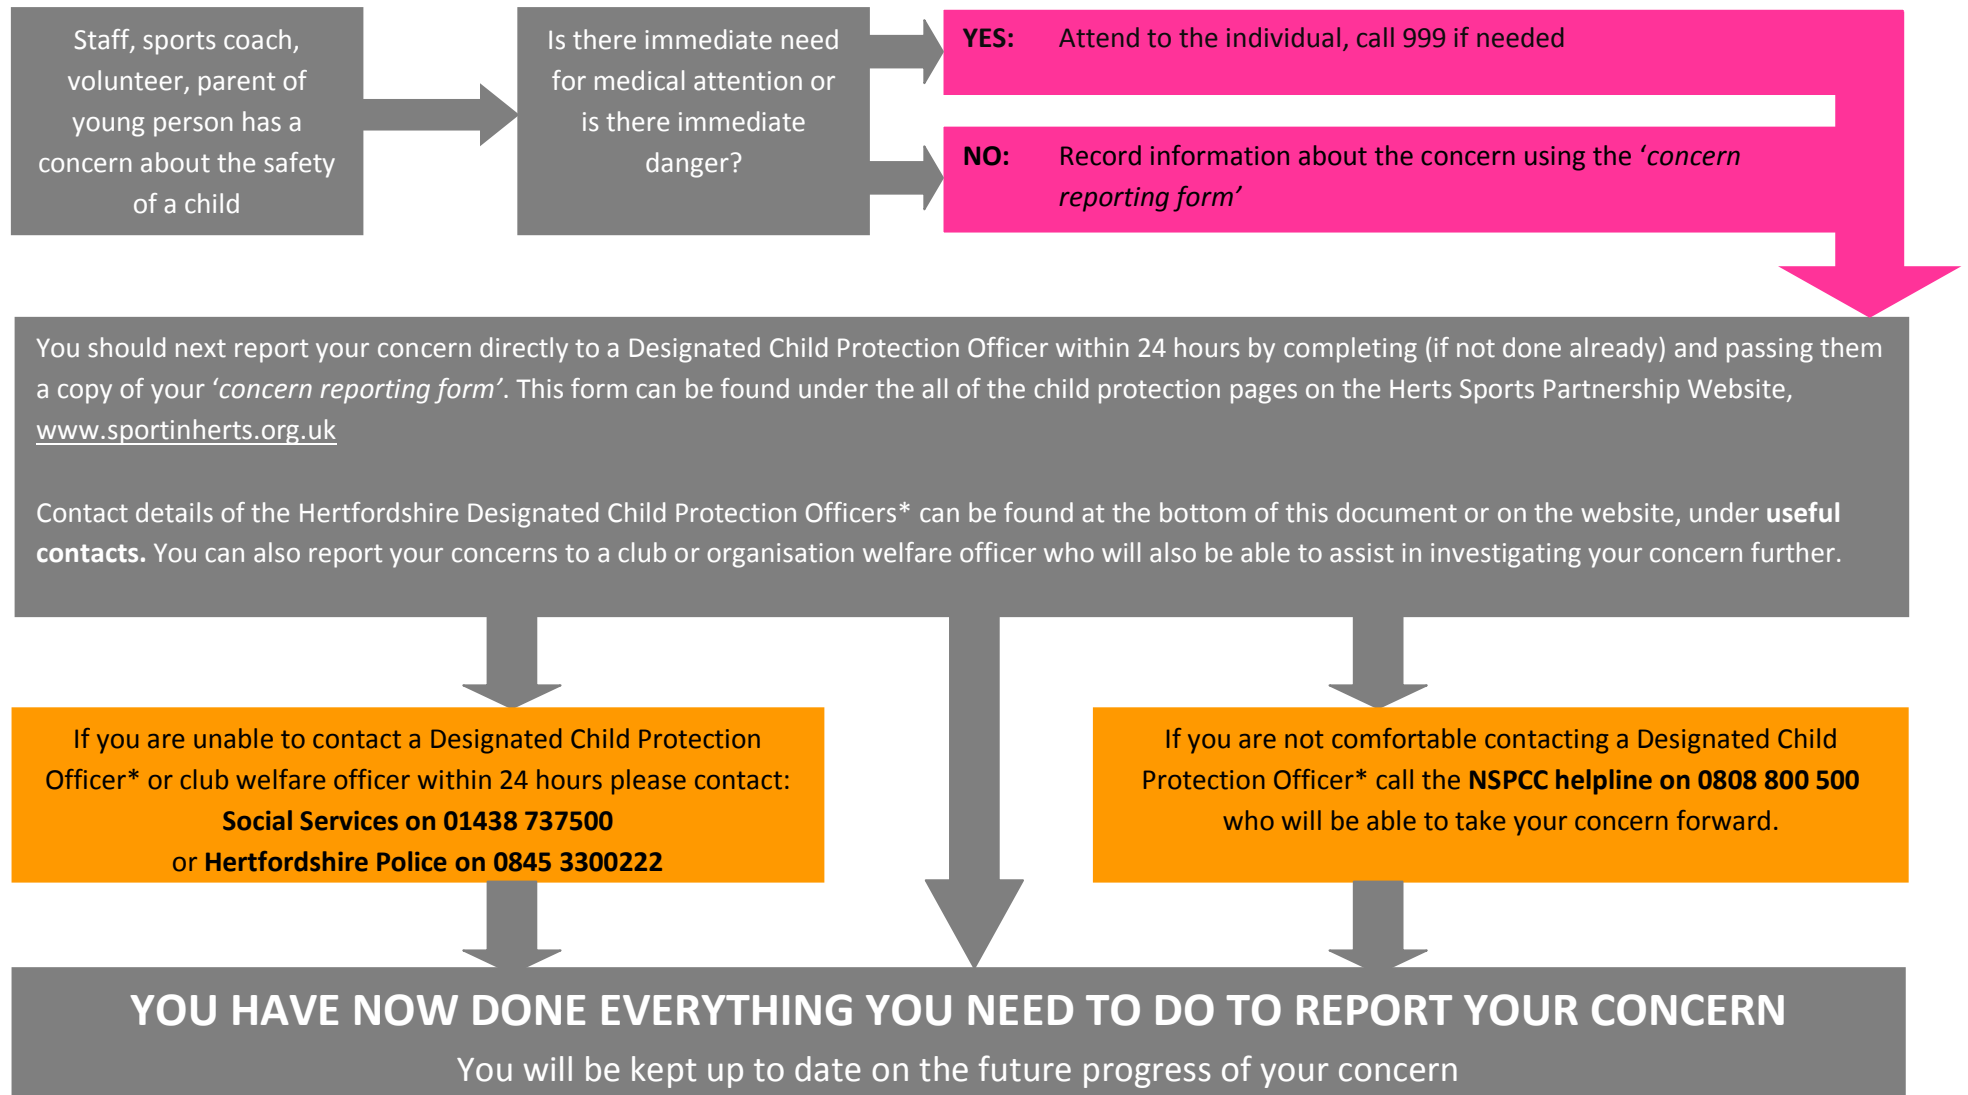 Staff, sports coach,
volunteer, parent of
young person has a
concern about the safety
of a child
Is there immediate need
for medical attention or
is there immediate
danger?
YES: Attend to the individual, call 999 if needed
NO: Record information about the concern using the ‘concern
reporting form’
You should next report your concern directly to a Designated Child Protection Officer within 24 hours by completing (if not done already) and passing them
a copy of your ‘concern reporting form’. This form can be found under the all of the child protection pages on the Herts Sports Partnership Website,
www.sportinherts.org.uk
Contact details of the Hertfordshire Designated Child Protection Officers* can be found at the bottom of this document or on the website, under useful
contacts. You can also report your concerns to a club or organisation welfare officer who will also be able to assist in investigating your concern further.
If you are unable to contact a Designated Child Protection
Officer* or club welfare officer within 24 hours please contact:
Social Services on 01438 737500
or Hertfordshire Police on 0845 3300222
If you are not comfortable contacting a Designated Child
Protection Officer* call the NSPCC helpline on 0808 800 500
who will be able to take your concern forward.
YOU HAVE NOW DONE EVERYTHING YOU NEED TO DO TO REPORT YOUR CONCERN
You will be kept up to date on the future progress of your concern